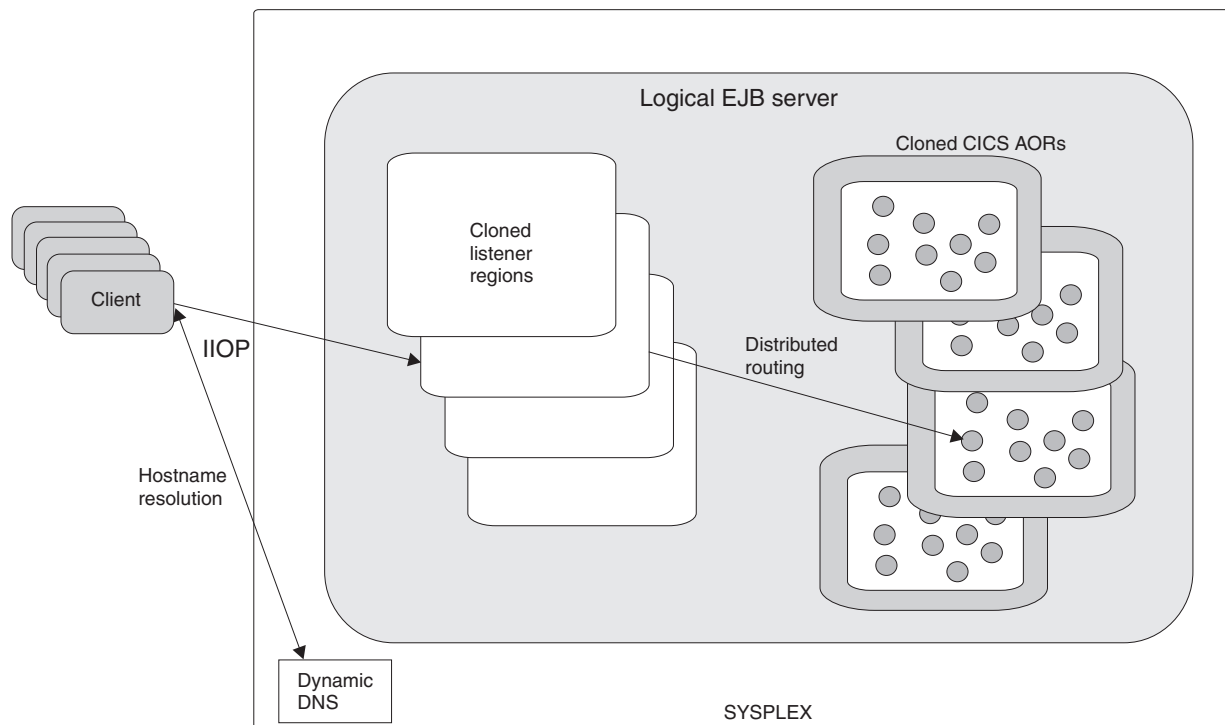 Logical EJB server
Cloned CICS AORs
Cloned
listener
regions
Client
IIOP
Distributed
routing
Hostname
resolution
Dynamic
DNS
SYSPLEX